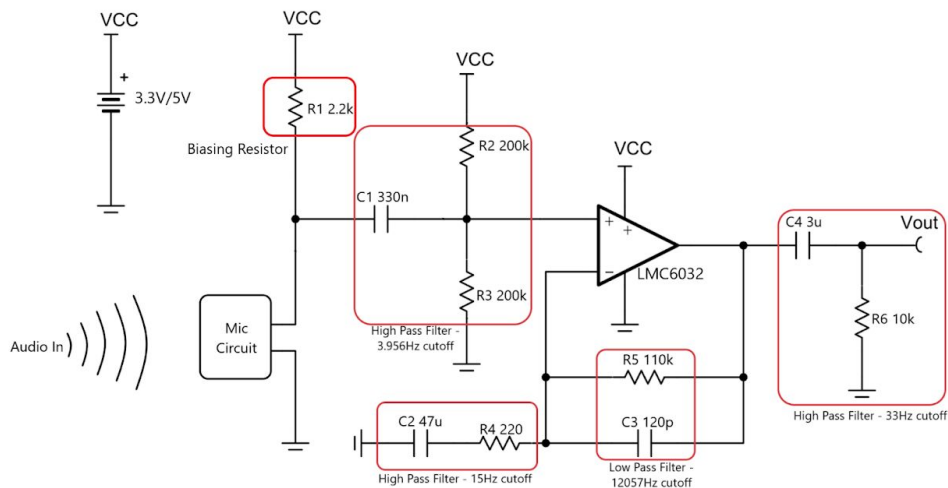 VCC
+
3.3V/5V
VCC
R1 2.2k
Biasing Resistor
VCC
R2 200k
C1 330n
R3 200k
High Pass Filter -
3.956Hz cutoff
VCC
+
+
−
LMC6032
C4 3u
Vout
R6 10k
High Pass Filter - 33Hz cutoff
Audio In
Mic
Circuit
R5 110k
C3 120p
Low Pass Filter -
12057Hz cutoff
C2 47u
R4 220
High Pass Filter - 15Hz cutoff